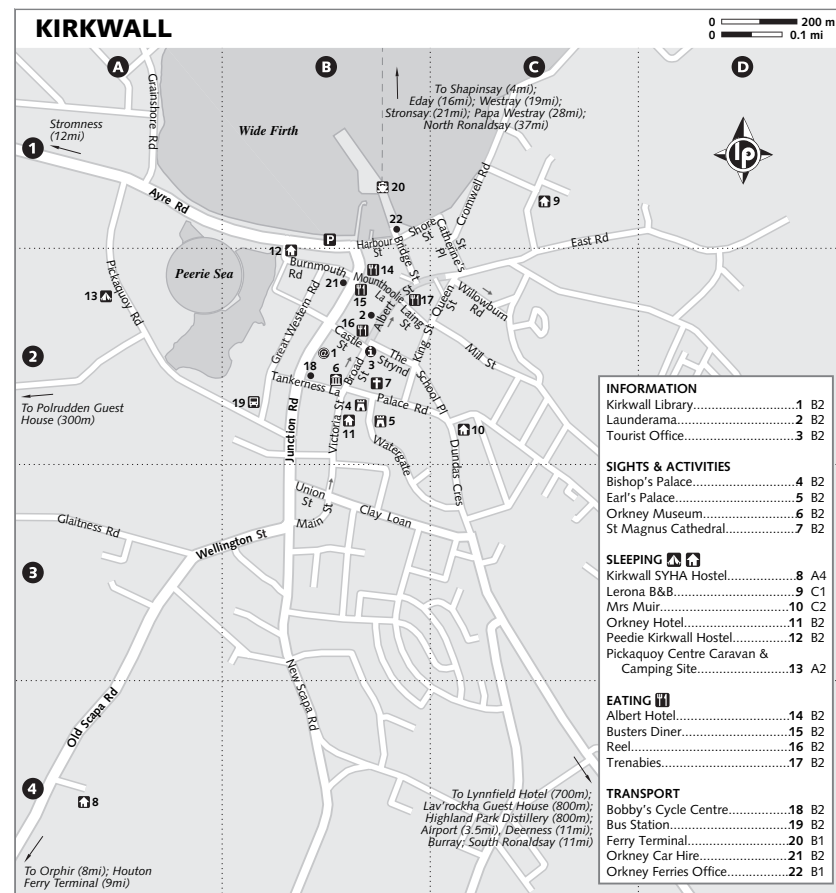 KIRKWALL
0 200 m
0 0.1 mi
A
B
C
D
1
2
3
4
To Shapinsay (4mi);
Eday (16mi); Westray (19mi);
Stronsay (21mi); Papa Westray (28mi);
North Ronaldsay (37mi)
Stromness
(12mi)
Grainshore Rd
Wide Firth
Ayre Rd
20
22
9
Cromwell Rd
East Rd
Shore St
St Catherine's Pl
Harbour St
Bridge St
P
12
Peerie Sea
Pickaquoy Rd
13
Burnmouth Rd
21
14
Mounthoolie La
15
17
Laing St
Albert St
2
16
Queen St
King St
Willowburn Rd
Mill St
Great Western Rd
Castle St
1
18
6
3
7
The Strynd
Broad St
School Pl
Tankerness La
Palace Rd
4
5
11
10
19
Victoria St
Watergate
Junction Rd
Dundas Cres
To Polrudden Guest
House (300m)
Union St
Main St
Clay Loan
Glaitness Rd
Wellington St
New Scapa Rd
Old Scapa Rd
8
To Orphir (8mi); Houton
Ferry Terminal (9mi)
To Lynnfield Hotel (700m);
Lav'rockha Guest House (800m);
Highland Park Distillery (800m);
Airport (3.5mi), Deerness (11mi);
Burray; South Ronaldsay (11mi)
lp
INFORMATION
Kirkwall Library 1 B2
Launderama 2 B2
Tourist Office 3 B2
SIGHTS & ACTIVITIES
Bishop's Palace 4 B2
Earl's Palace 5 B2
Orkney Museum 6 B2
St Magnus Cathedral 7 B2
SLEEPING
Kirkwall SYHA Hostel 8 A4
Lerona B&B 9 C1
Mrs Muir 10 C2
Orkney Hotel 11 B2
Peedie Kirkwall Hostel 12 B2
Pickaquoy Centre Caravan &
Camping Site 13 A2
EATING
Albert Hotel 14 B2
Busters Diner 15 B2
Reel 16 B2
Trenabies 17 B2
TRANSPORT
Bobby's Cycle Centre 18 B2
Bus Station 19 B2
Ferry Terminal 20 B1
Orkney Car Hire 21 B2
Orkney Ferries Office 22 B1